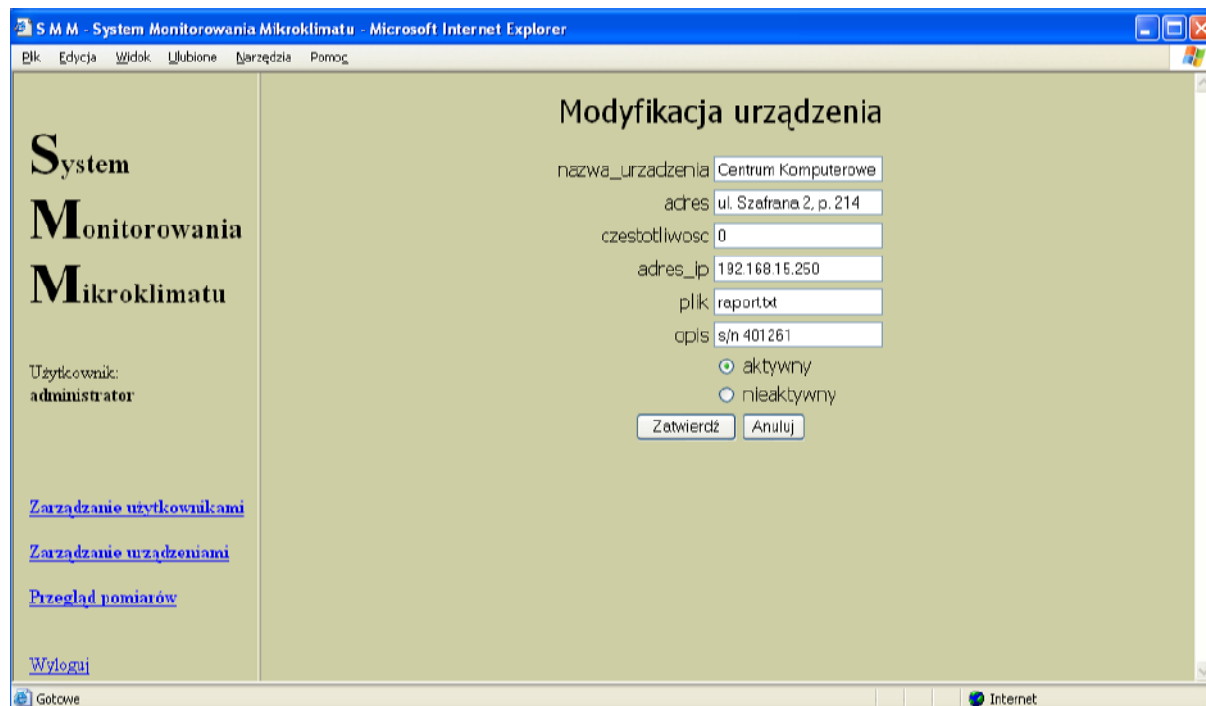 S M M - System Monitorowania Mikroklimatu - Microsoft Internet Explorer
Plik Edycja Widok Ulubione Narzędzia Pomoc
System
Monitorowania
Mikroklimatu
Użytkownik:
administrator
Zarządzanie użytkownikami
Zarządzanie urządzeniami
Przegląd pomiarów
Wyloguj
Modyfikacja urządzenia
nazwa_urzadzenia Centrum Komputerowe
adres ul. Szafrana 2, p. 214
czestotliwosc 0
adres_ip 192.168.15.250
plik raport.txt
opis s/n 401261
aktywny
nieaktywny
Zatwierdź Anuluj
Gotowe Internet